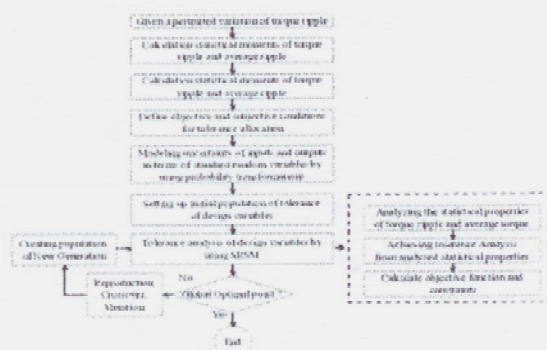 Given a permitted variation of torque ripple
Calculation statistical moments of torque
ripple and average ripple
Calculation statistical moments of torque
ripple and average ripple
Define objective and subjective conditions
for tolerance allocation
Modeling uncertainty of inputs and outputs
in terms of standard random variables by
using probability transformation
Setting up initial population of tolerance
of design variables
Tolerance analysis of design variables by
using
Creating population
of New Generation
Reproduction
Crossover
Mutation
No
Global Optimal point ?
Yes
End
Analyzing the statistical properties
of torque ripple and average torque
Achieving tolerance Analysis
from analyzed statistical properties
Calculate objective function and
constraints